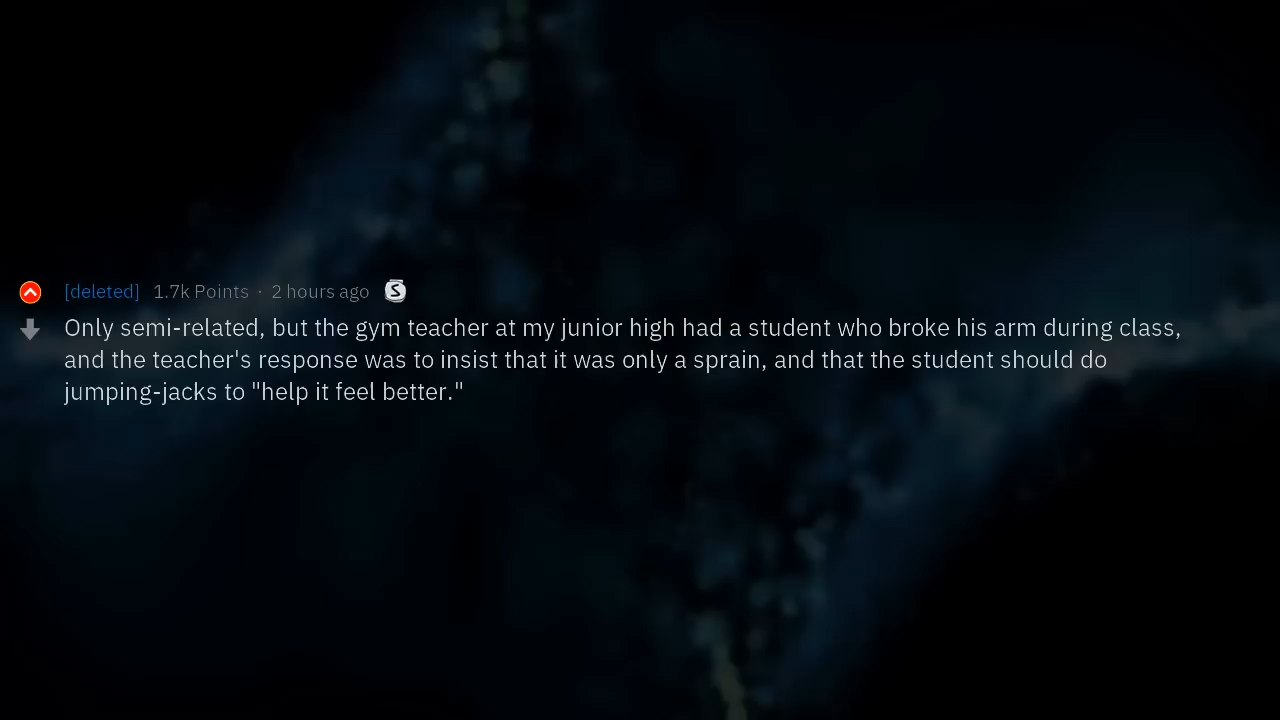 [deleted] 1.7k Points · 2 hours ago S
Only semi-related, but the gym teacher at my junior high had a student who broke his arm during class,
and the teacher's response was to insist that it was only a sprain, and that the student should do
jumping-jacks to "help it feel better."